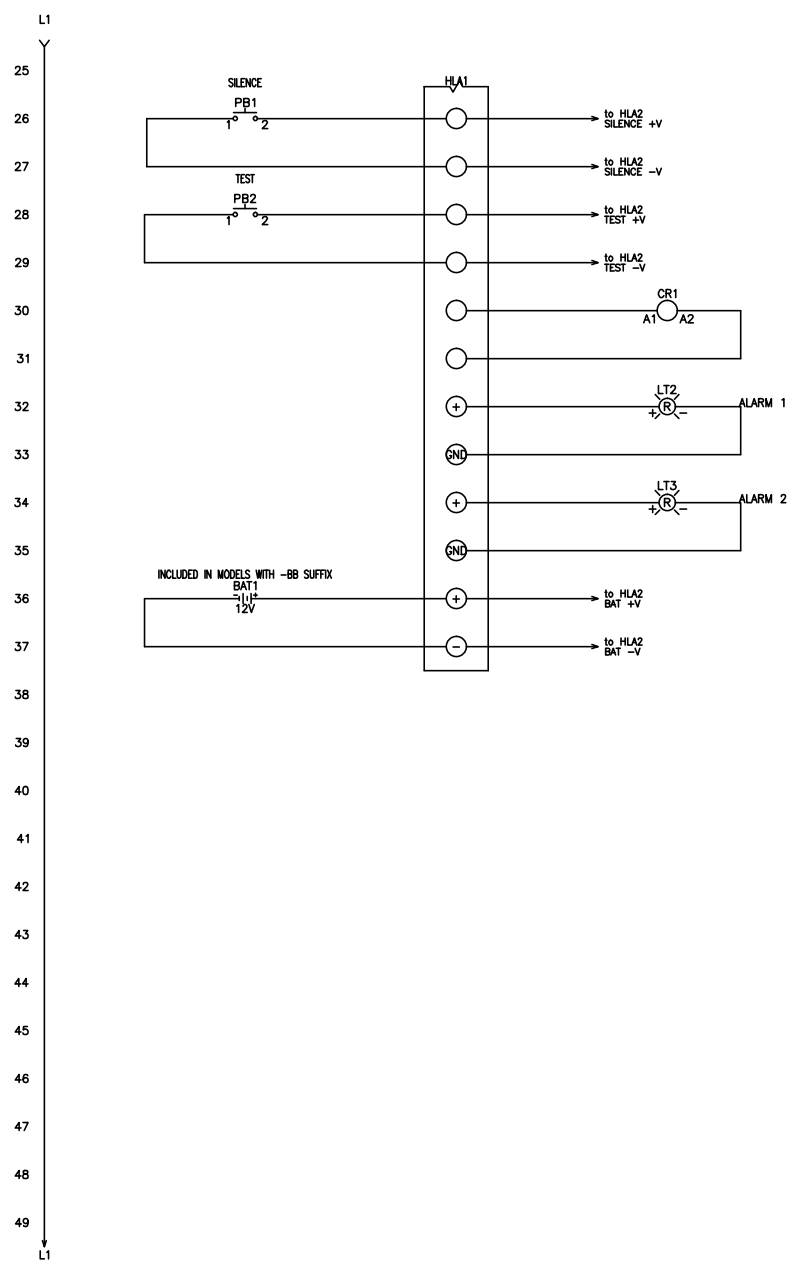 L1
25
SILENCE
HLA1
PB1
1 2
26
to HLA2
SILENCE +V
27
to HLA2
SILENCE -V
TEST
PB2
1 2
28
to HLA2
TEST +V
29
to HLA2
TEST -V
CR1
30
A1 A2
31
LT2
32
+
+ R -
ALARM 1
33
GND
LT3
34
+
+ R -
ALARM 2
35
GND
INCLUDED IN MODELS WITH -BB SUFFIX
BAT1
36
- +
12V
+
to HLA2
BAT +V
37
-
to HLA2
BAT -V
38
39
40
41
42
43
44
45
46
47
48
49
L1